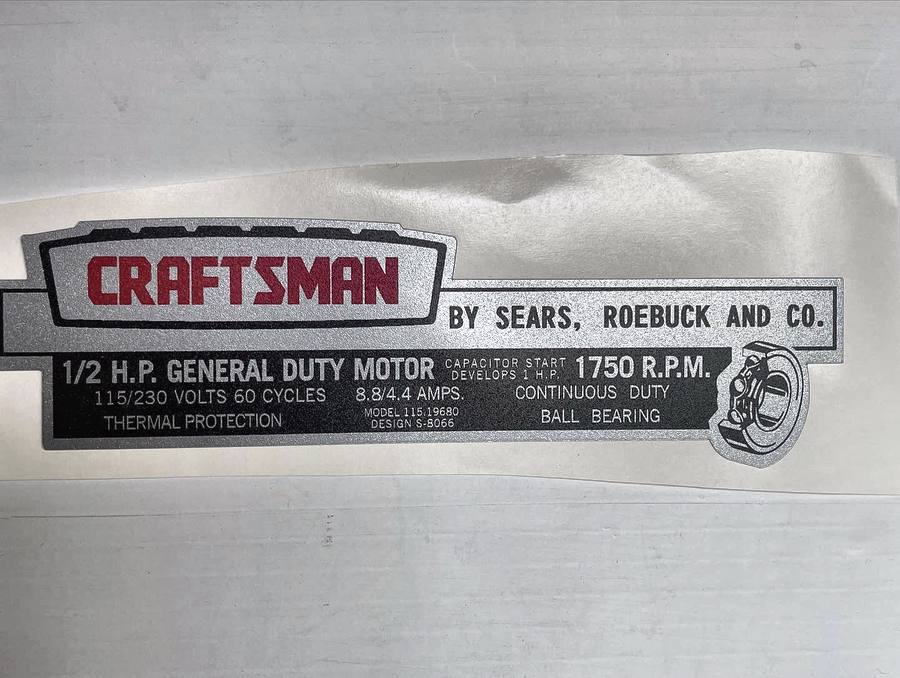 CRAFTSMAN
BY SEARS, ROEBUCK AND CO.
1/2 H.P. GENERAL DUTY MOTOR CAPACITOR START DEVELOPS 1 H.P. 1750 R.P.M.
115/230 VOLTS 60 CYCLES 8.8/4.4 AMPS. CONTINUOUS DUTY
THERMAL PROTECTION MODEL 115.19680 DESIGN S-8066 BALL BEARING